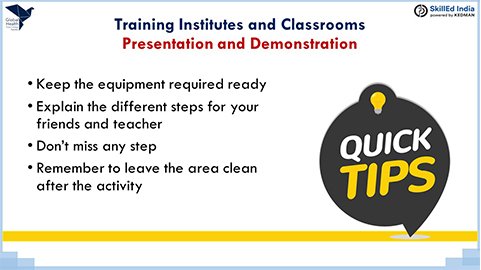 Global
Health
SkillEd India
powered by KEDMAN
Training Institutes and Classrooms
Presentation and Demonstration
• Keep the equipment required ready
• Explain the different steps for your
friends and teacher
• Don't miss any step
• Remember to leave the area clean
after the activity
QUICK
TIPS